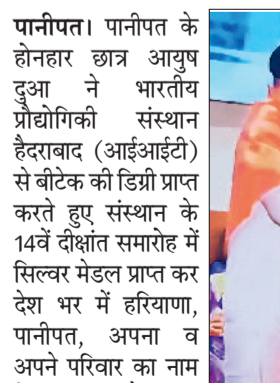 पानीपत। पानीपत के
होनहार छात्र आयुष
दुआ ने भारतीय
प्रौद्योगिकी संस्थान
हैदराबाद (आईआईटी)
से बीटेक की डिग्री प्राप्त
करते हुए संस्थान के
14वें दीक्षांत समारोह में
सिल्वर मेडल प्राप्त कर
देश भर में हरियाणा,
पानीपत, अपना व
अपने परिवार का नाम